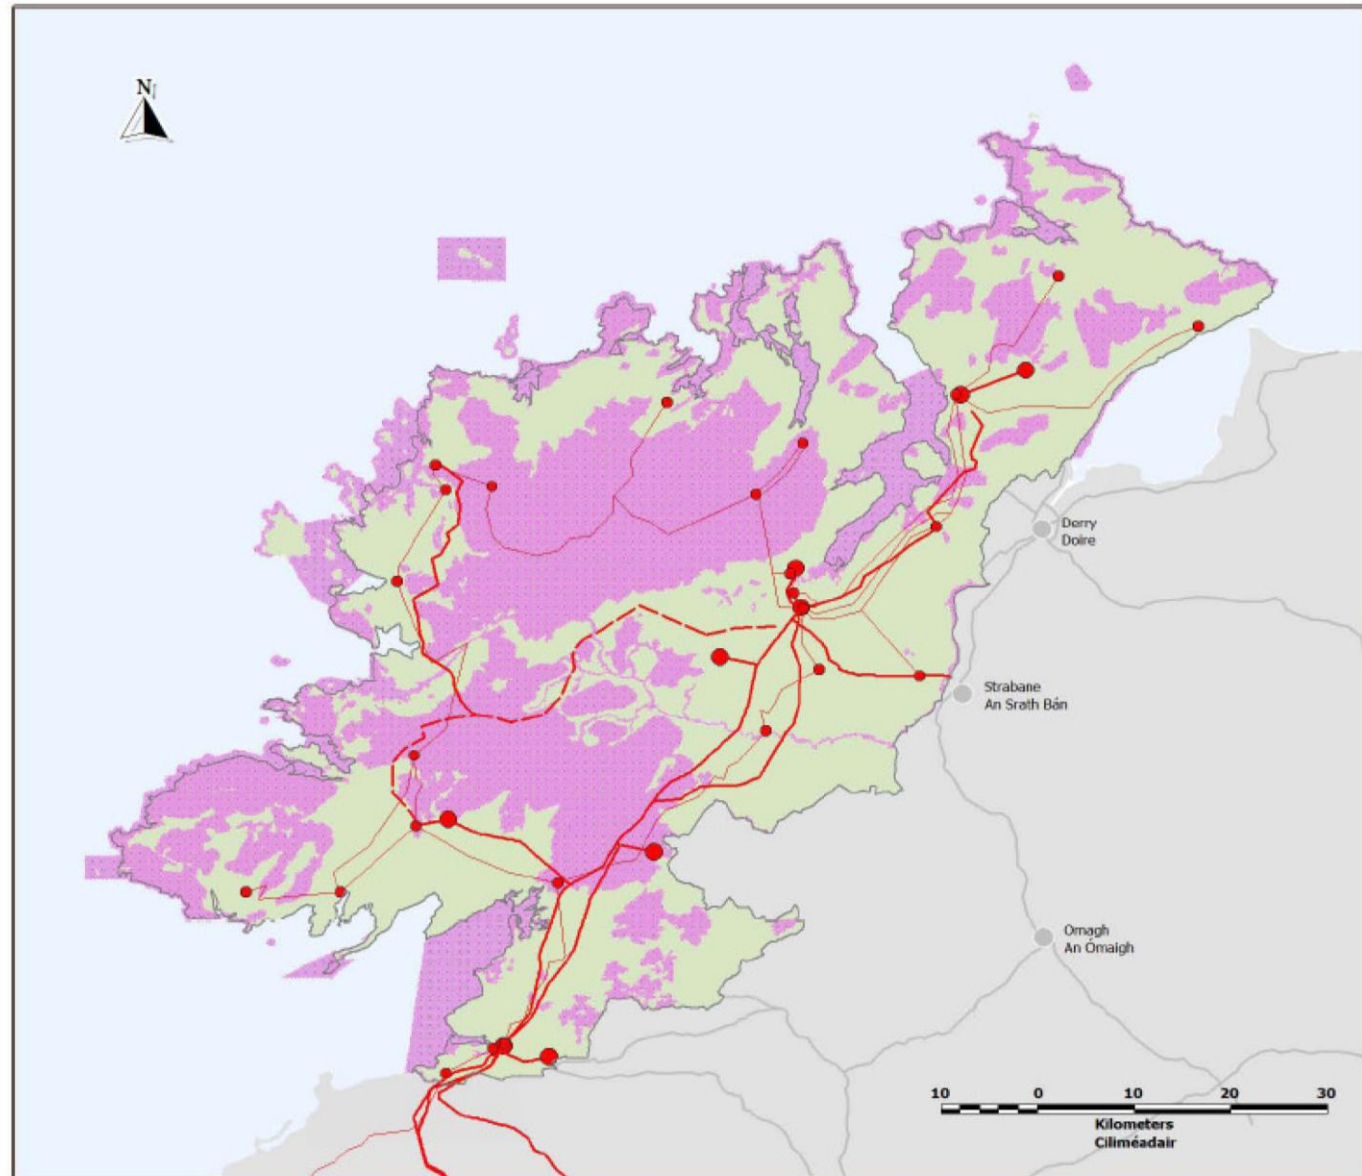 N
Derry
Doire
Strabane
An Srath Bán
Omagh
An Ómaigh
10 0 10 20 30
Kilometers
Ciliméadair